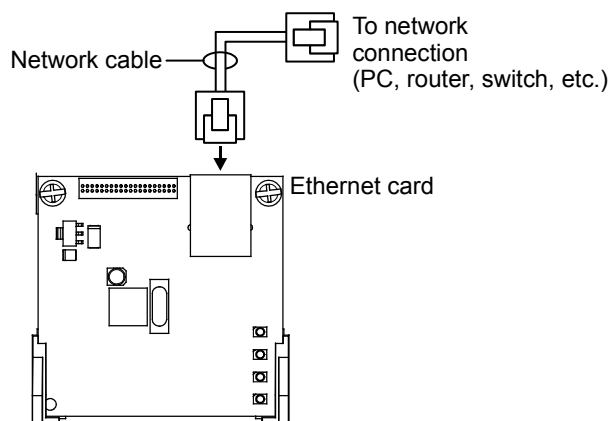 To network
connection
(PC, router, switch, etc.)
Network cable
Ethernet card